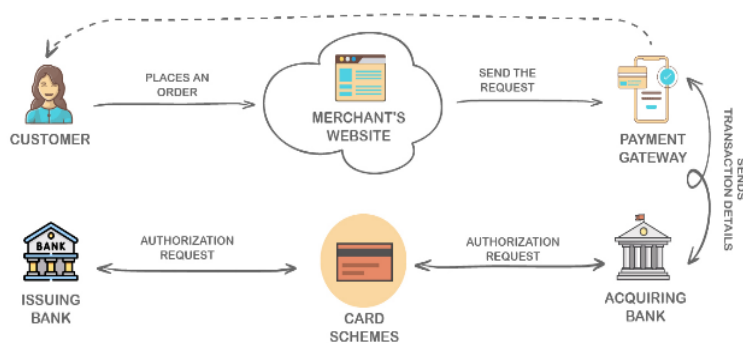 PLACES AN
ORDER
SEND THE
REQUEST
CUSTOMER
MERCHANT'S
WEBSITE
PAYMENT
GATEWAY
SENDS
TRANSACTION DETAILS
BANK
AUTHORIZATION
REQUEST
AUTHORIZATION
REQUEST
ISSUING
BANK
CARD
SCHEMES
ACQUIRING
BANK